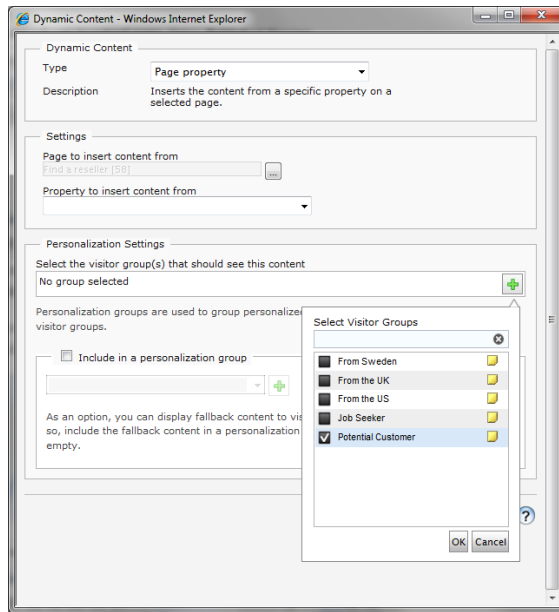 Dynamic Content - Windows Internet Explorer
Dynamic Content
Type
Page property
Description
Inserts the content from a specific property on a
selected page.
Settings
Page to insert content from
Find a reseller [58]
...
Property to insert content from
Personalization Settings
Select the visitor group(s) that should see this content
No group selected
Personalization groups are used to group personalize
visitor groups.
Select Visitor Groups
Include in a personalization group
From Sweden
From the UK
From the US
Job Seeker
Potential Customer
As an option, you can display fallback content to vis
so, include the fallback content in a personalization
empty.
OK
Cancel
?